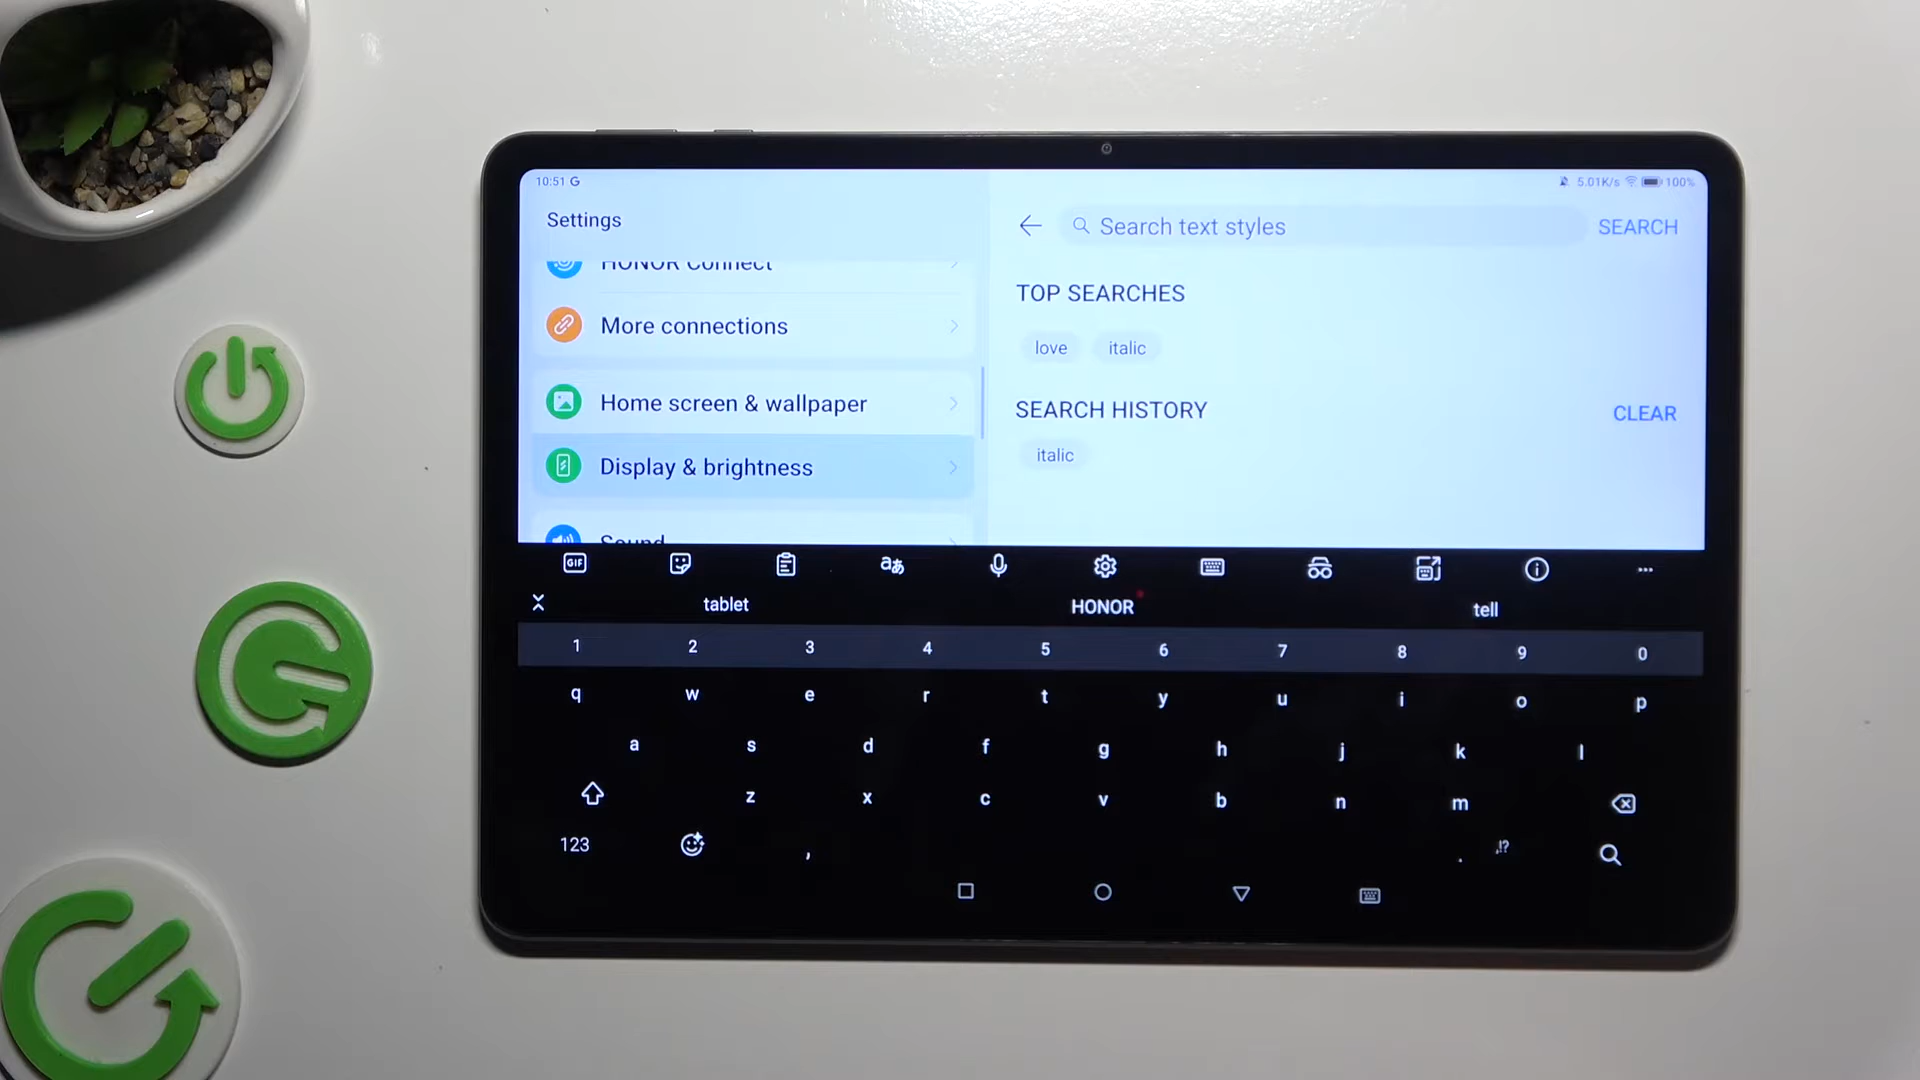 10:51 G
5.01K/s 100%
Settings
Search text styles
SEARCH
HONOR Connect
TOP SEARCHES
More connections
love
italic
Home screen & wallpaper
SEARCH HISTORY
CLEAR
Display & brightness
italic
Sound
GIF
tablet
HONOR
tell
1 2 3 4 5 6 7 8 9 0
q w e r t y u i o p
a s d f g h j k l
z x c v b n m
123 , . ,!?